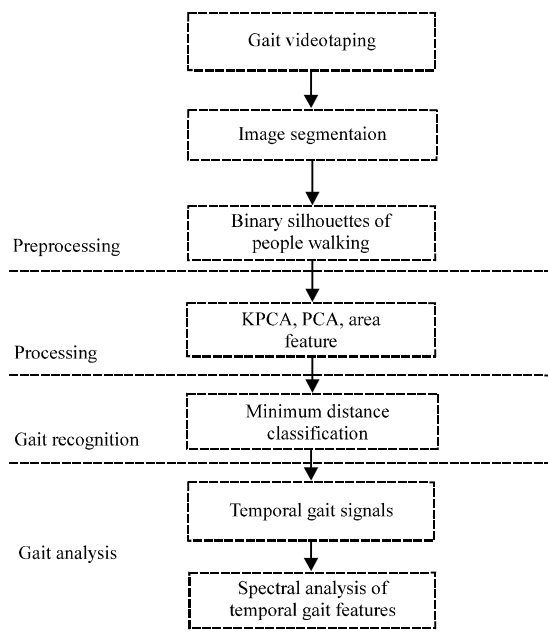 Gait videotaping
Image segmentaion
Binary silhouettes of
people walking
Preprocessing
KPCA, PCA, area
feature
Processing
Minimum distance
classification
Gait recognition
Temporal gait signals
Gait analysis
Spectral analysis of
temporal gait features